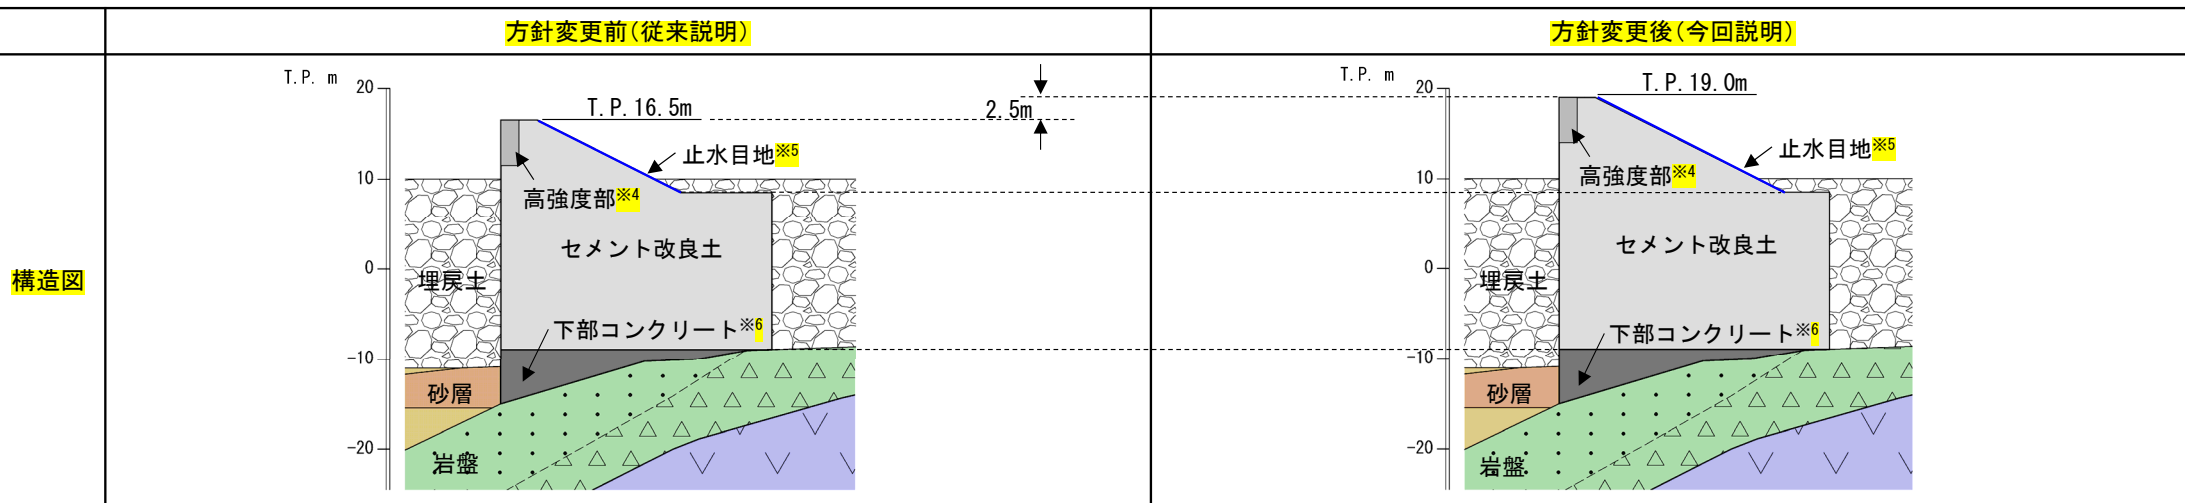 方針変更前(従来説明)
方針変更後(今回説明)
構造図
T.P. m
20
10
0
-10
-20
T.P.16.5m
2.5m
止水目地※5
高強度部※4
セメント改良土
埋戻土
下部コンクリート※6
砂層
岩盤
T.P. m
20
10
0
-10
-20
T.P.19.0m
止水目地※5
高強度部※4
セメント改良土
埋戻土
下部コンクリート※6
砂層
岩盤